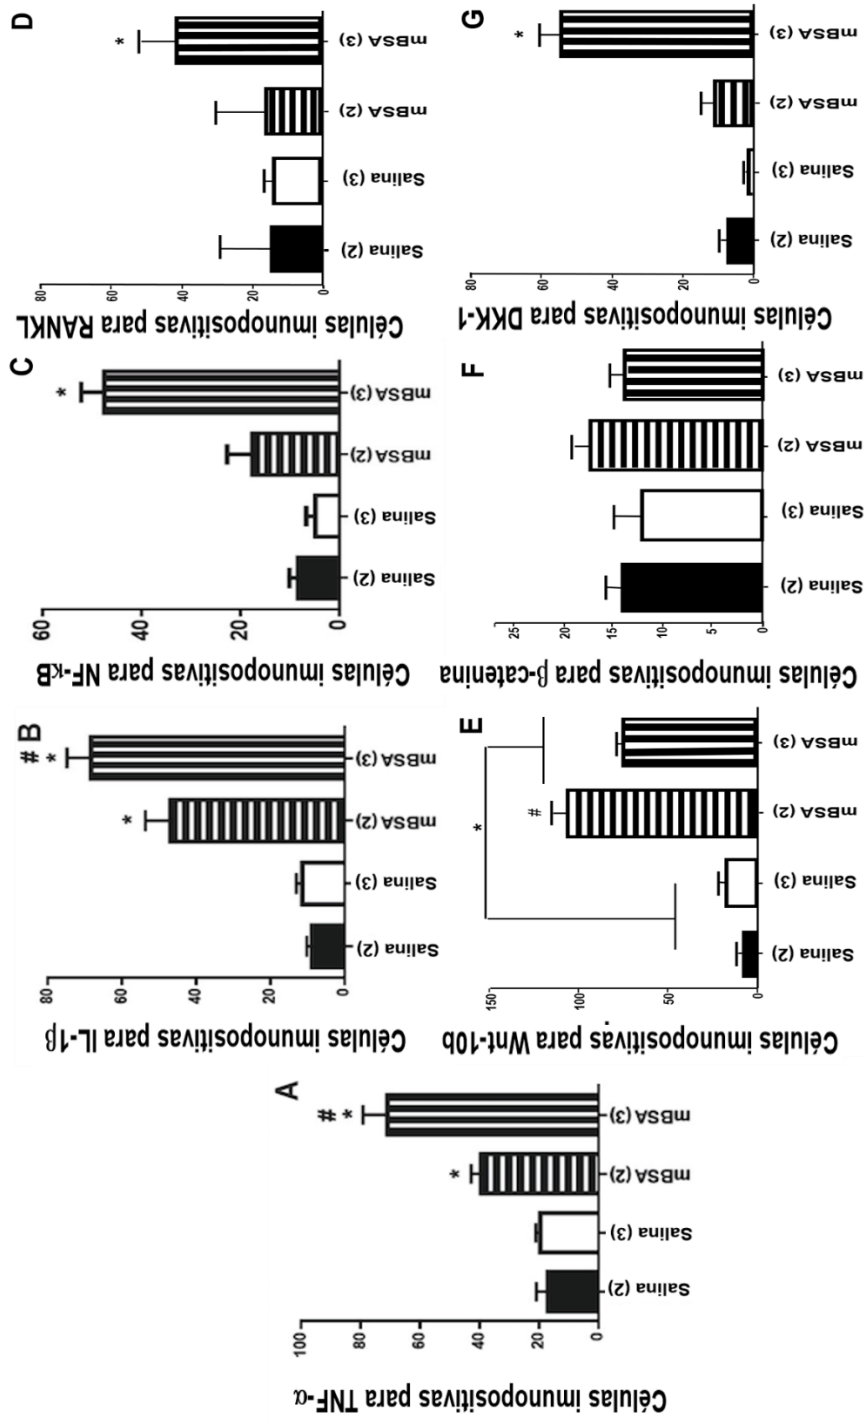 A
Células imunopositivas para TNF-α
100
80
60
40
20
0
Salina (2)
Salina (3)
mBSA (2)
mBSA (3)
*
# *
B
Células imunopositivas para IL-1β
80
60
40
20
0
Salina (2)
Salina (3)
mBSA (2)
mBSA (3)
*
# *
C
Células imunopositivas para NF-κB
60
40
20
0
Salina (2)
Salina (3)
mBSA (2)
mBSA (3)
*
D
Células imunopositivas para RANKL
80
60
40
20
0
Salina (2)
Salina (3)
mBSA (2)
mBSA (3)
*
E
Células imunopositivas para Wnt-10b
150
100
50
0
Salina (2)
Salina (3)
mBSA (2)
mBSA (3)
*
#
F
Células imunopositivas para β-catenina
25
20
15
10
5
0
Salina (2)
Salina (3)
mBSA (2)
mBSA (3)
G
Células imunopositivas para DKK-1
80
60
40
20
0
Salina (2)
Salina (3)
mBSA (2)
mBSA (3)
*